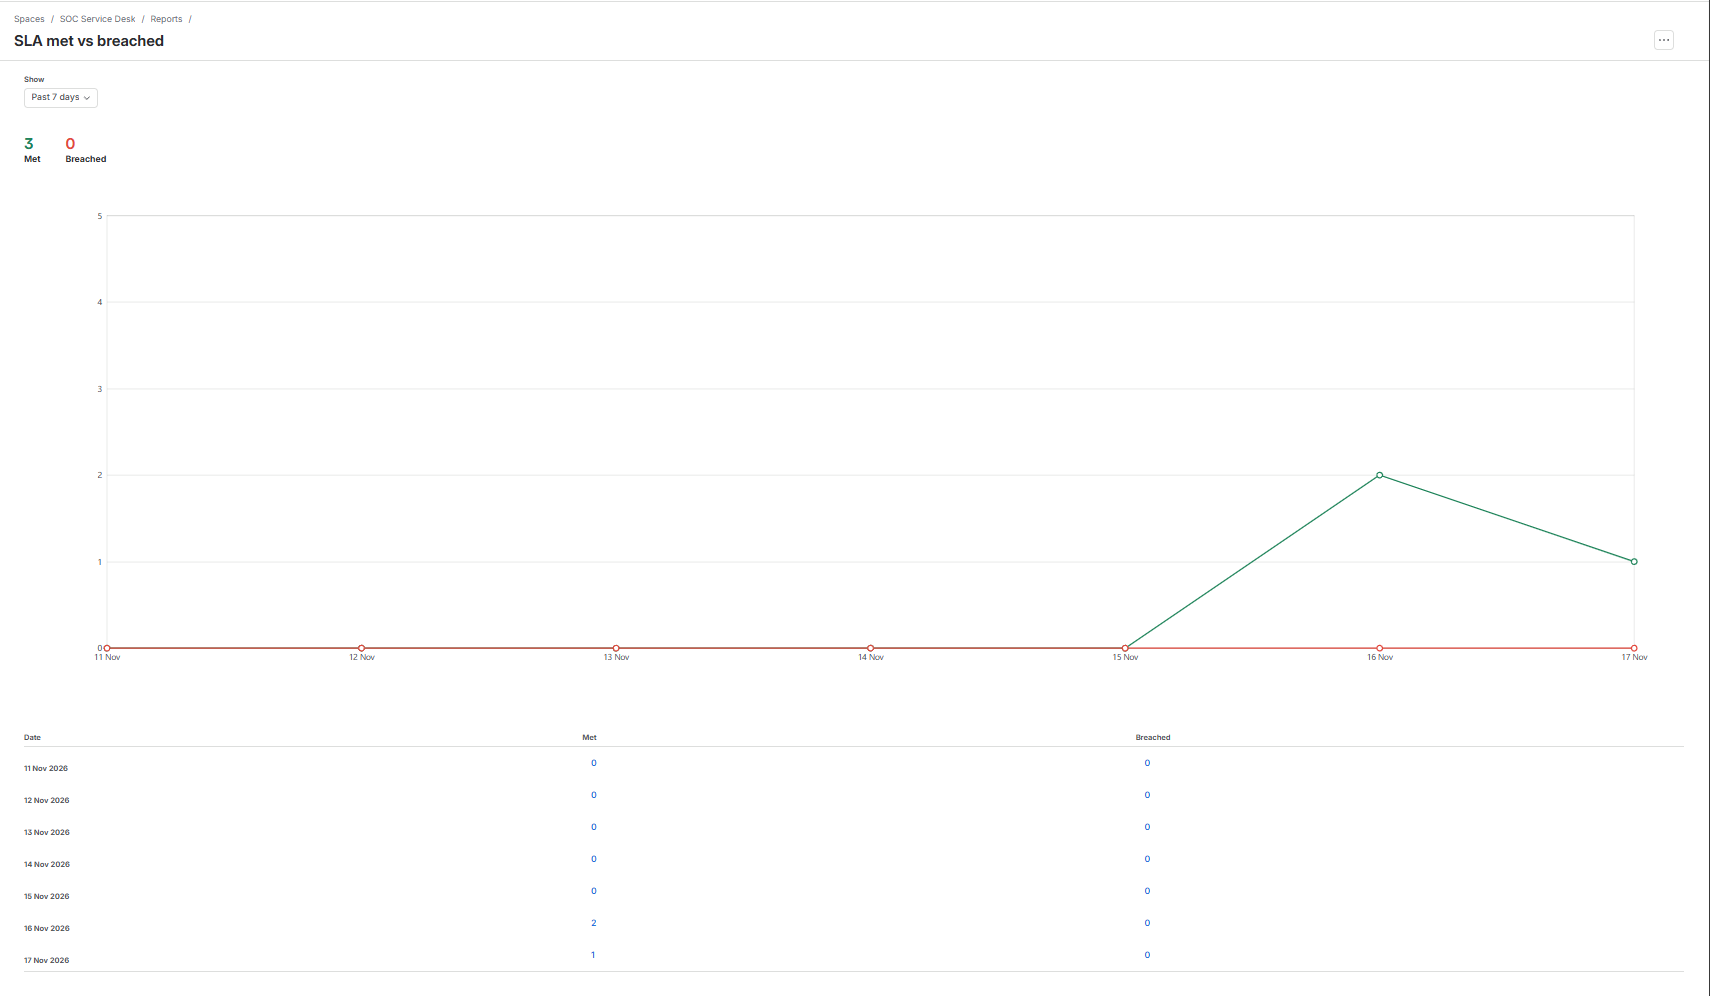 Spaces / SOC Service Desk / Reports /
SLA met vs breached
Show
Past 7 days
3 0
Met Breached
5
4
3
2
1
0
11 Nov 12 Nov 13 Nov 14 Nov 15 Nov 16 Nov 17 Nov
Date Met Breached
11 Nov 2026 0 0
12 Nov 2026 0 0
13 Nov 2026 0 0
14 Nov 2026 0 0
15 Nov 2026 0 0
16 Nov 2026 2 0
17 Nov 2026 1 0